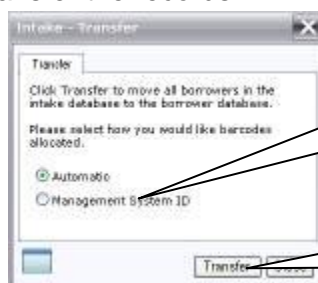 Intake - Transfer
Transfer
Click Transfer to move all borrowers in the
intake database to the borrower database.
Please select how you would like barcodes
allocated.
Automatic
Management System ID
Transfer